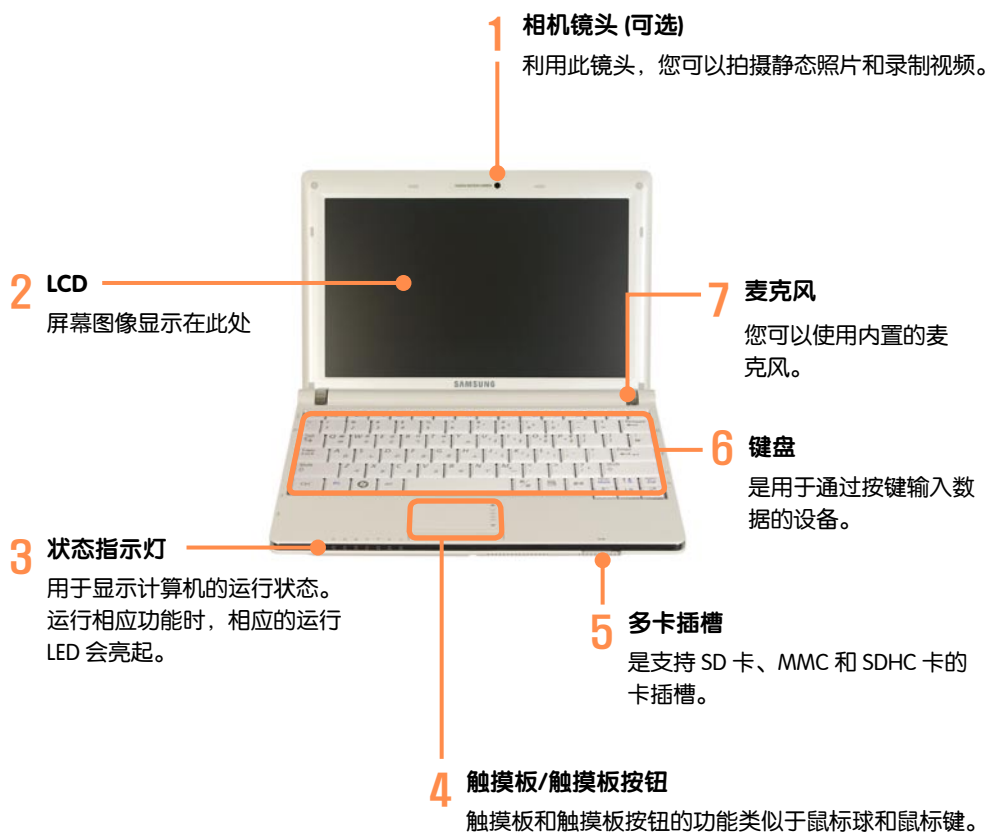 1 相机镜头 (可选)
利用此镜头，您可以拍摄静态照片和录制视频。
2 LCD
屏幕图像显示在此处
SAMSUNG
7 麦克风
您可以使用内置的麦
克风。
6 键盘
是用于通过按键输入数
据的设备。
3 状态指示灯
用于显示计算机的运行状态。
运行相应功能时，相应的运行
LED 会亮起。
5 多卡插槽
是支持 SD 卡、MMC 和 SDHC 卡的
卡插槽。
4 触摸板/触摸板按钮
触摸板和触摸板按钮的功能类似于鼠标球和鼠标键。